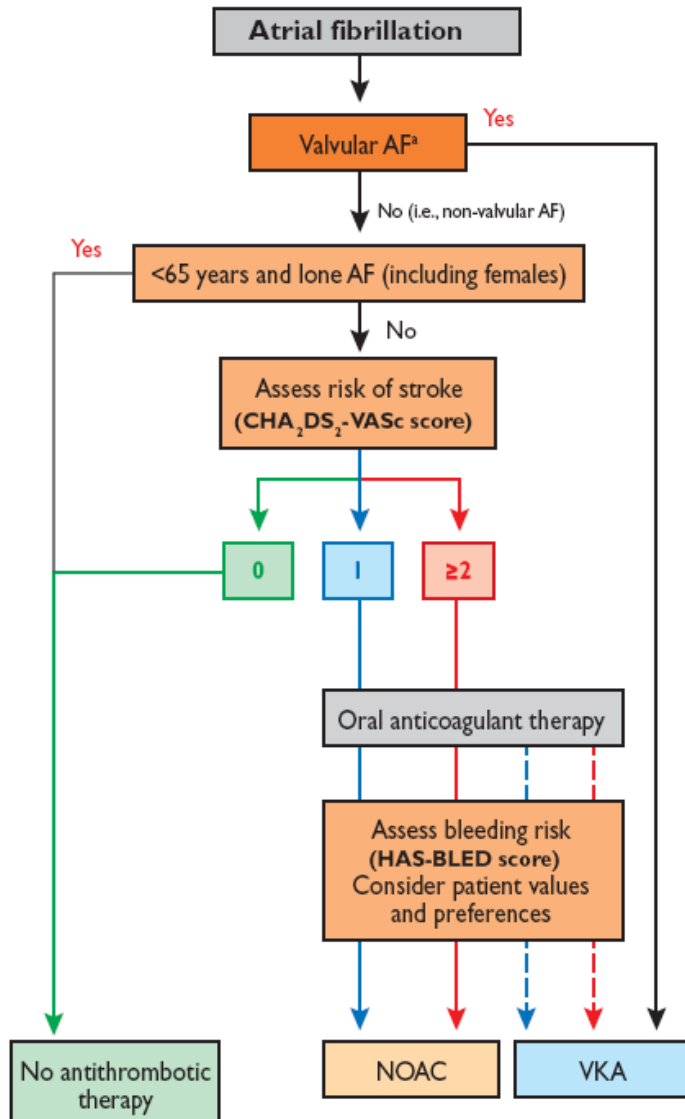 Atrial fibrillation
Yes
Valvular AFᵃ
No (i.e., non-valvular AF)
Yes
<65 years and lone AF (including females)
No
Assess risk of stroke
(CHA₂DS₂-VASc score)
0
1
≥2
Oral anticoagulant therapy
Assess bleeding risk
(HAS-BLED score)
Consider patient values
and preferences
No antithrombotic
therapy
NOAC
VKA